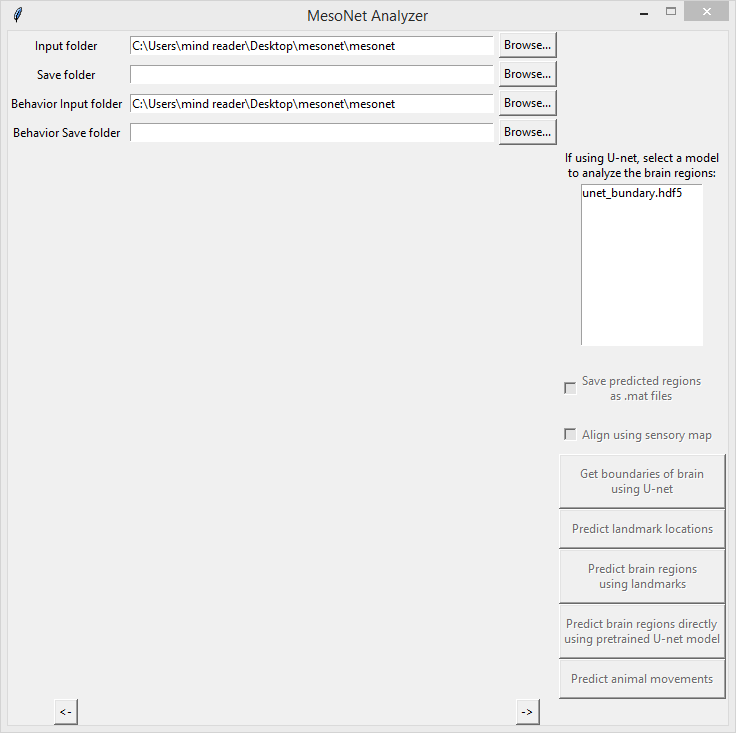 MesoNet Analyzer
Input folder
C:\Users\mind reader\Desktop\mesonet\mesonet
Browse...
Save folder
Browse...
Behavior Input folder
C:\Users\mind reader\Desktop\mesonet\mesonet
Browse...
Behavior Save folder
Browse...
If using U-net, select a model
to analyze the brain regions:
unet_bundary.hdf5
Save predicted regions
as .mat files
Align using sensory map
Get boundaries of brain
using U-net
Predict landmark locations
Predict brain regions
using landmarks
Predict brain regions directly
using pretrained U-net model
Predict animal movements
<-
->